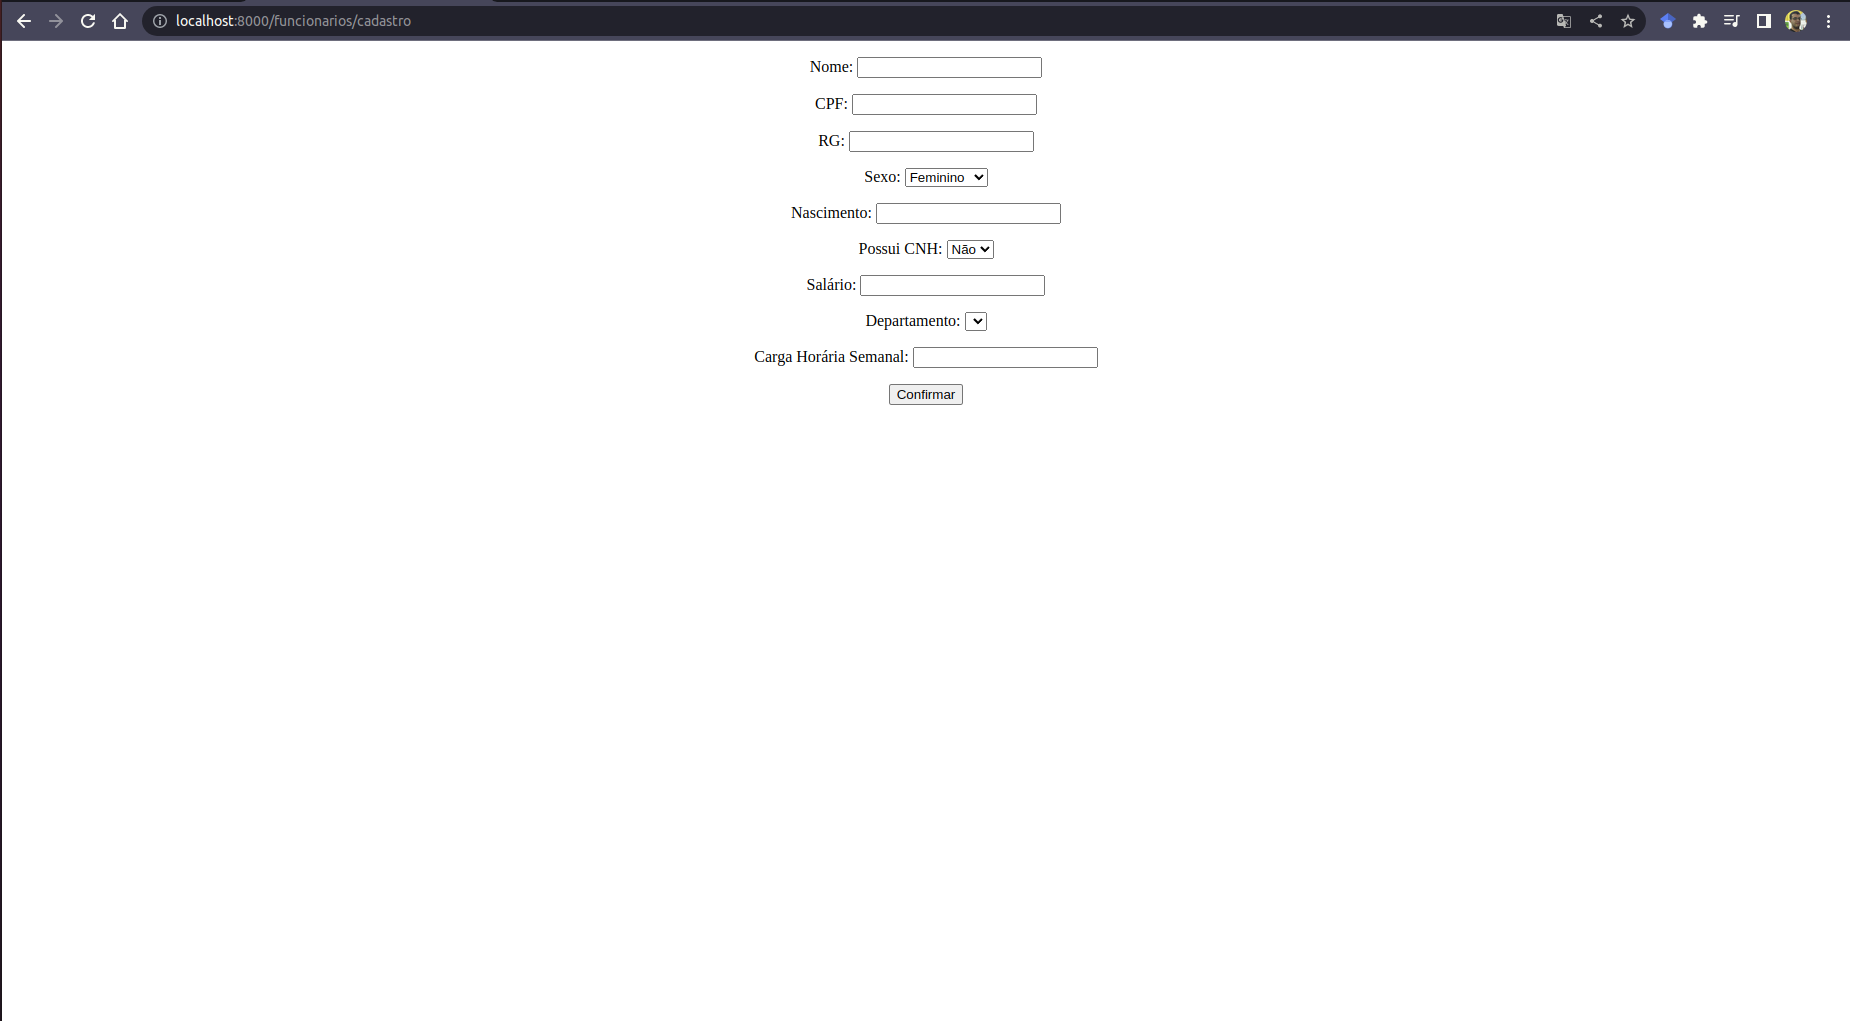 localhost:8000/funcionarios/cadastro
Nome:
CPF:
RG:
Sexo: Feminino
Nascimento:
Possui CNH: Não
Salário:
Departamento:
Carga Horária Semanal:
Confirmar